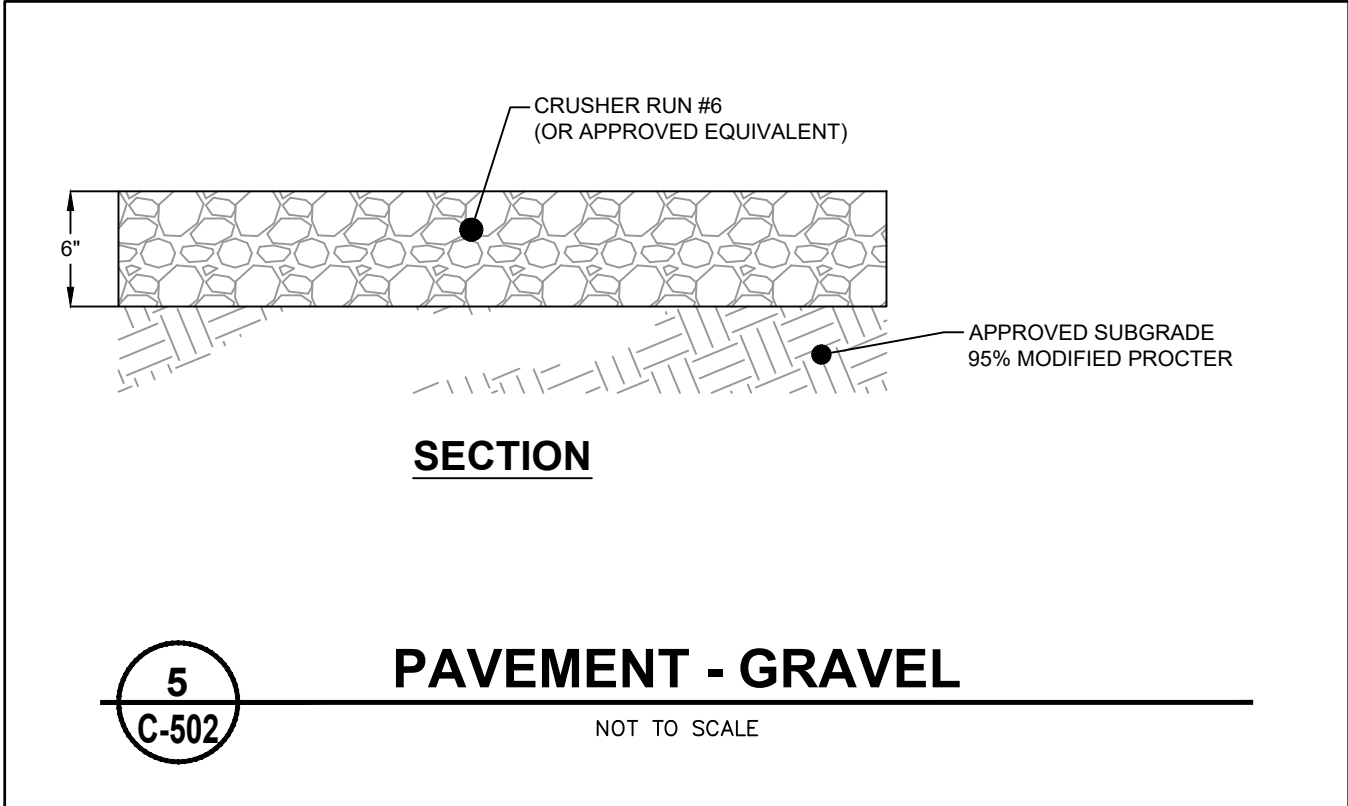 CRUSHER RUN #6
(OR APPROVED EQUIVALENT)
6"
APPROVED SUBGRADE
95% MODIFIED PROCTER
SECTION
5
C-502
PAVEMENT - GRAVEL
NOT TO SCALE